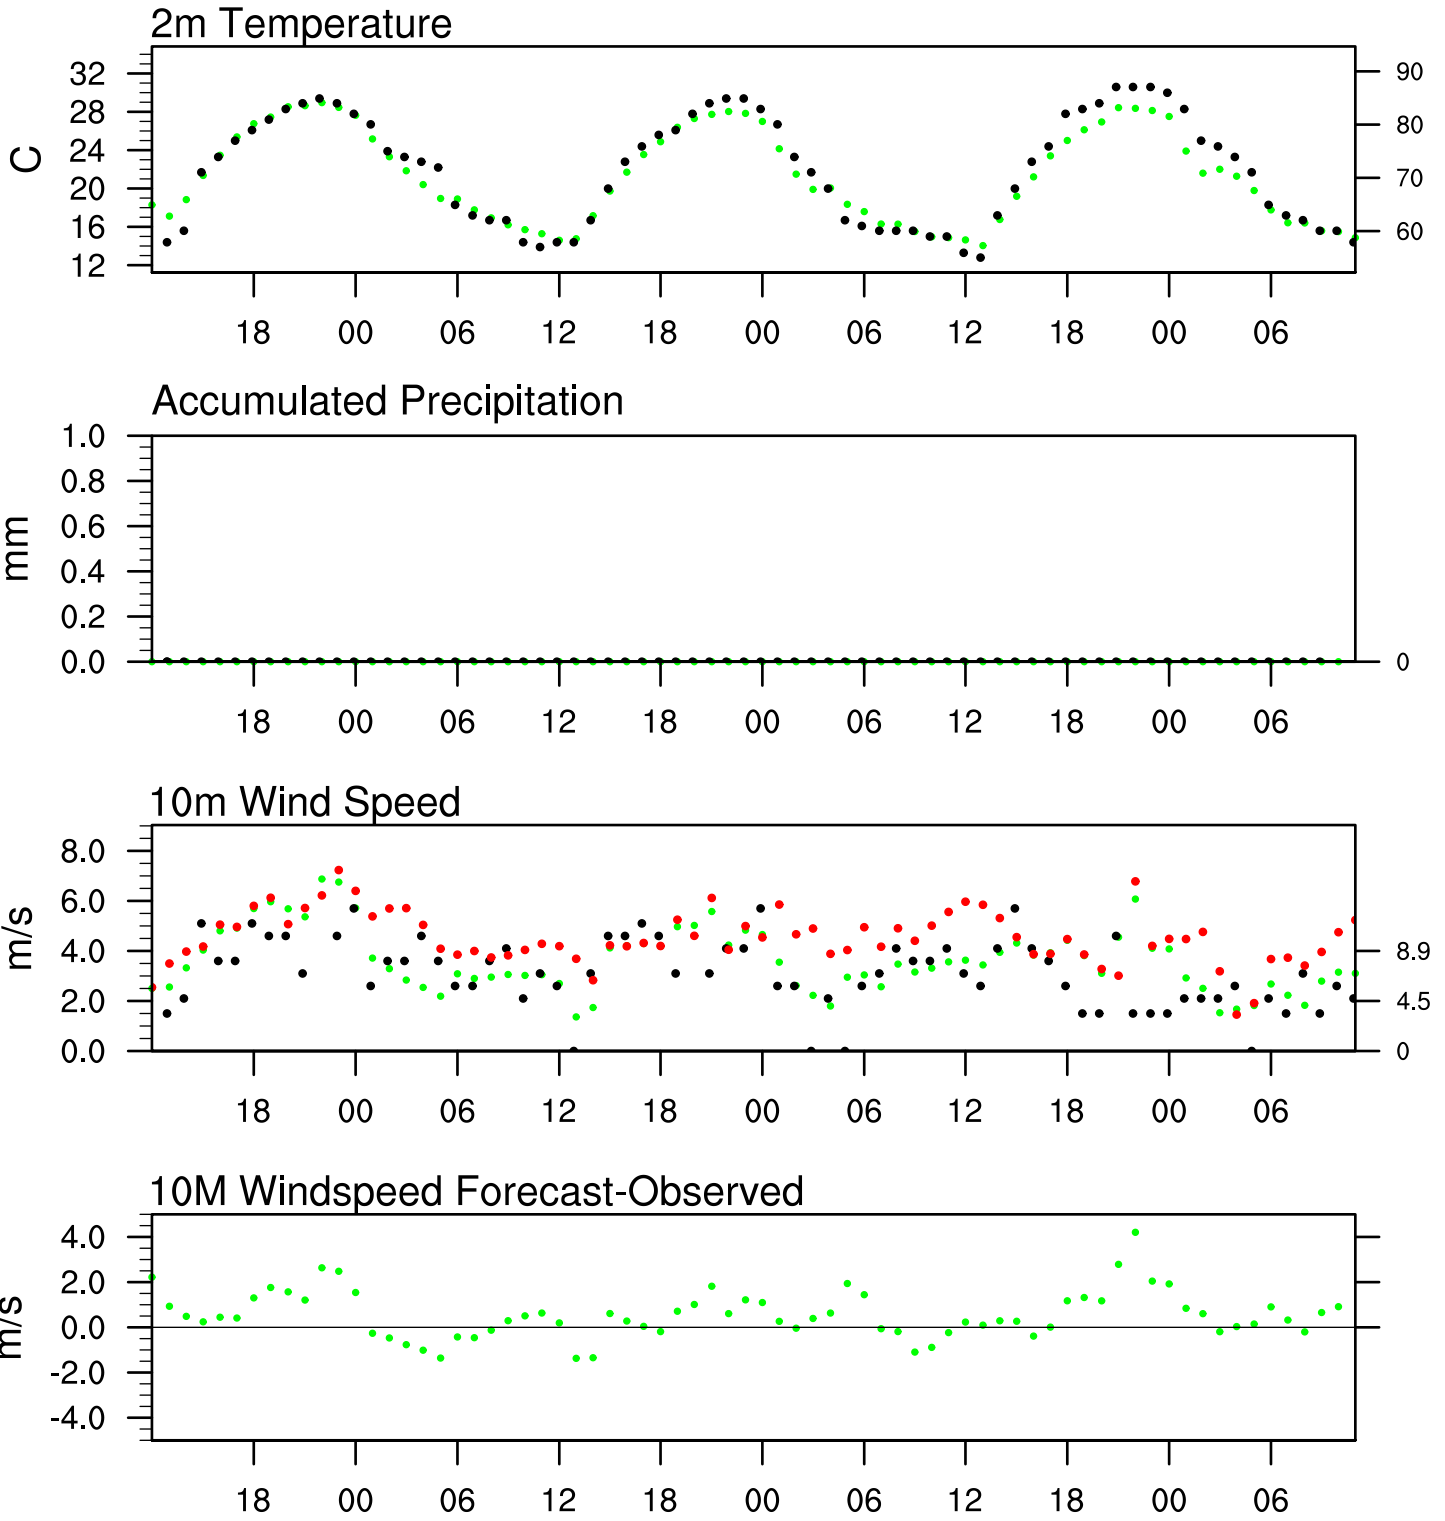 2m Temperature
32
28
24
20
16
12
C
90
80
70
60
18 00 06 12 18 00 06 12 18 00 06
Accumulated Precipitation
1.0
0.8
0.6
0.4
0.2
0.0
mm
0
18 00 06 12 18 00 06 12 18 00 06
10m Wind Speed
8.0
6.0
4.0
2.0
0.0
m/s
8.9
4.5
0
18 00 06 12 18 00 06 12 18 00 06
10M Windspeed Forecast-Observed
4.0
2.0
0.0
-2.0
-4.0
m/s
18 00 06 12 18 00 06 12 18 00 06